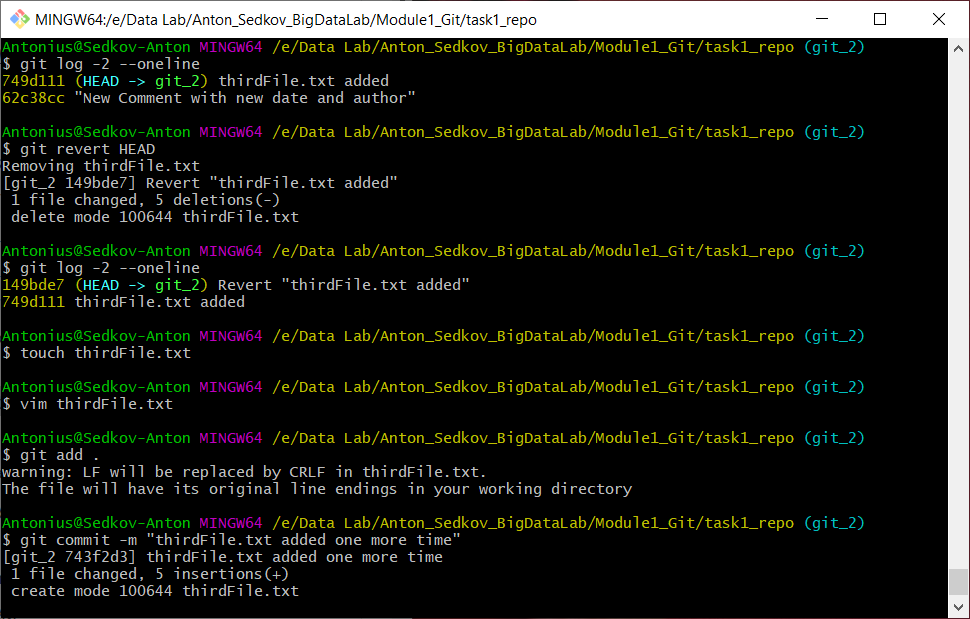 MINGW64:/e/Data Lab/Anton_Sedkov_BigDataLab/Module1_Git/task1_repo
Antonius@Sedkov-Anton MINGW64 /e/Data Lab/Anton_Sedkov_BigDataLab/Module1_Git/task1_repo (git_2)
$ git log -2 --oneline
749d111 (HEAD -> git_2) thirdFile.txt added
62c38cc "New Comment with new date and author"

Antonius@Sedkov-Anton MINGW64 /e/Data Lab/Anton_Sedkov_BigDataLab/Module1_Git/task1_repo (git_2)
$ git revert HEAD
Removing thirdFile.txt
[git_2 149bde7] Revert "thirdFile.txt added"
 1 file changed, 5 deletions(-)
 delete mode 100644 thirdFile.txt

Antonius@Sedkov-Anton MINGW64 /e/Data Lab/Anton_Sedkov_BigDataLab/Module1_Git/task1_repo (git_2)
$ git log -2 --oneline
149bde7 (HEAD -> git_2) Revert "thirdFile.txt added"
749d111 thirdFile.txt added

Antonius@Sedkov-Anton MINGW64 /e/Data Lab/Anton_Sedkov_BigDataLab/Module1_Git/task1_repo (git_2)
$ touch thirdFile.txt

Antonius@Sedkov-Anton MINGW64 /e/Data Lab/Anton_Sedkov_BigDataLab/Module1_Git/task1_repo (git_2)
$ vim thirdFile.txt

Antonius@Sedkov-Anton MINGW64 /e/Data Lab/Anton_Sedkov_BigDataLab/Module1_Git/task1_repo (git_2)
$ git add .
warning: LF will be replaced by CRLF in thirdFile.txt.
The file will have its original line endings in your working directory

Antonius@Sedkov-Anton MINGW64 /e/Data Lab/Anton_Sedkov_BigDataLab/Module1_Git/task1_repo (git_2)
$ git commit -m "thirdFile.txt added one more time"
[git_2 743f2d3] thirdFile.txt added one more time
 1 file changed, 5 insertions(+)
 create mode 100644 thirdFile.txt